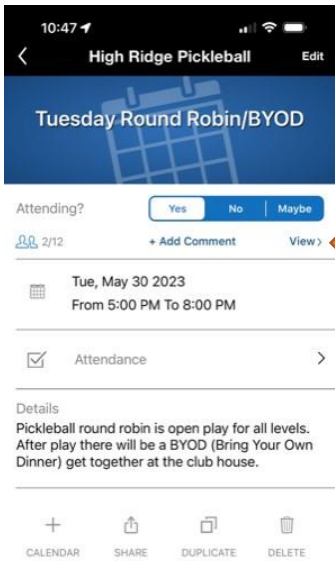 10:47
High Ridge Pickleball Edit
Tuesday Round Robin/BYOD
Attending? Yes No Maybe
2/12 + Add Comment View >
Tue, May 30 2023
From 5:00 PM To 8:00 PM
Attendance
Details
Pickleball round robin is open play for all levels.
After play there will be a BYOD (Bring Your Own
Dinner) get together at the club house.
CALENDAR SHARE DUPLICATE DELETE